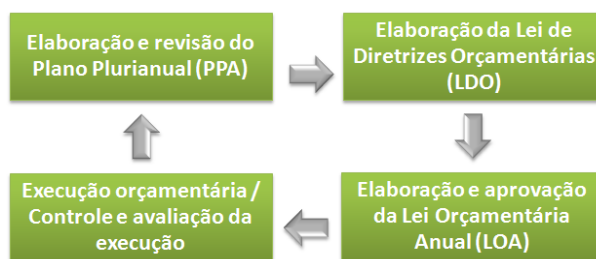 Elaboração e revisão do
Plano Plurianual (PPA)
Elaboração da Lei de
Diretrizes Orçamentárias
(LDO)
Elaboração e aprovação
da Lei Orçamentária
Anual (LOA)
Execução orçamentária /
Controle e avaliação da
execução